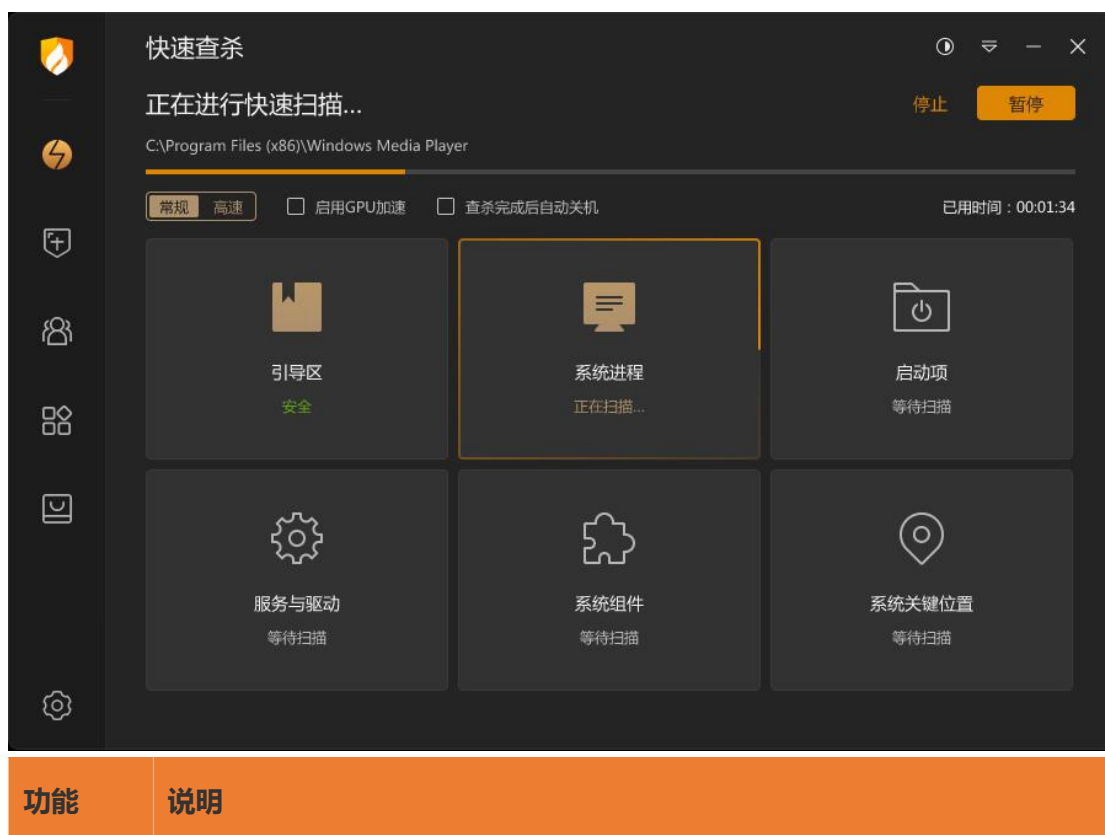 快速查杀
正在进行快速扫描...
停止 暂停
C:\Program Files (x86)\Windows Media Player
常规 高速 启用GPU加速 查杀完成后自动关机 已用时间：00:01:34
引导区 系统进程 启动项
安全 正在扫描... 等待扫描
服务与驱动 系统组件 系统关键位置
等待扫描 等待扫描 等待扫描
功能 说明